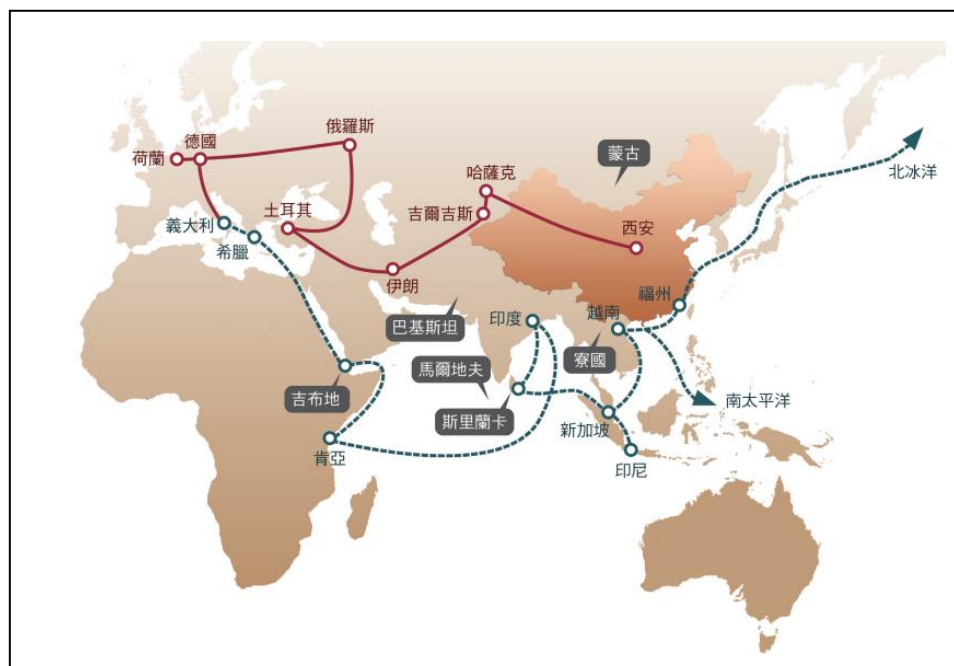 俄羅斯
德國
荷蘭
蒙古
北冰洋
哈薩克
吉爾吉斯
土耳其
西安
義大利
希臘
伊朗
福州
越南
印度
巴基斯坦
寮國
馬爾地夫
吉布地
南太平洋
斯里蘭卡
新加坡
肯亞
印尼